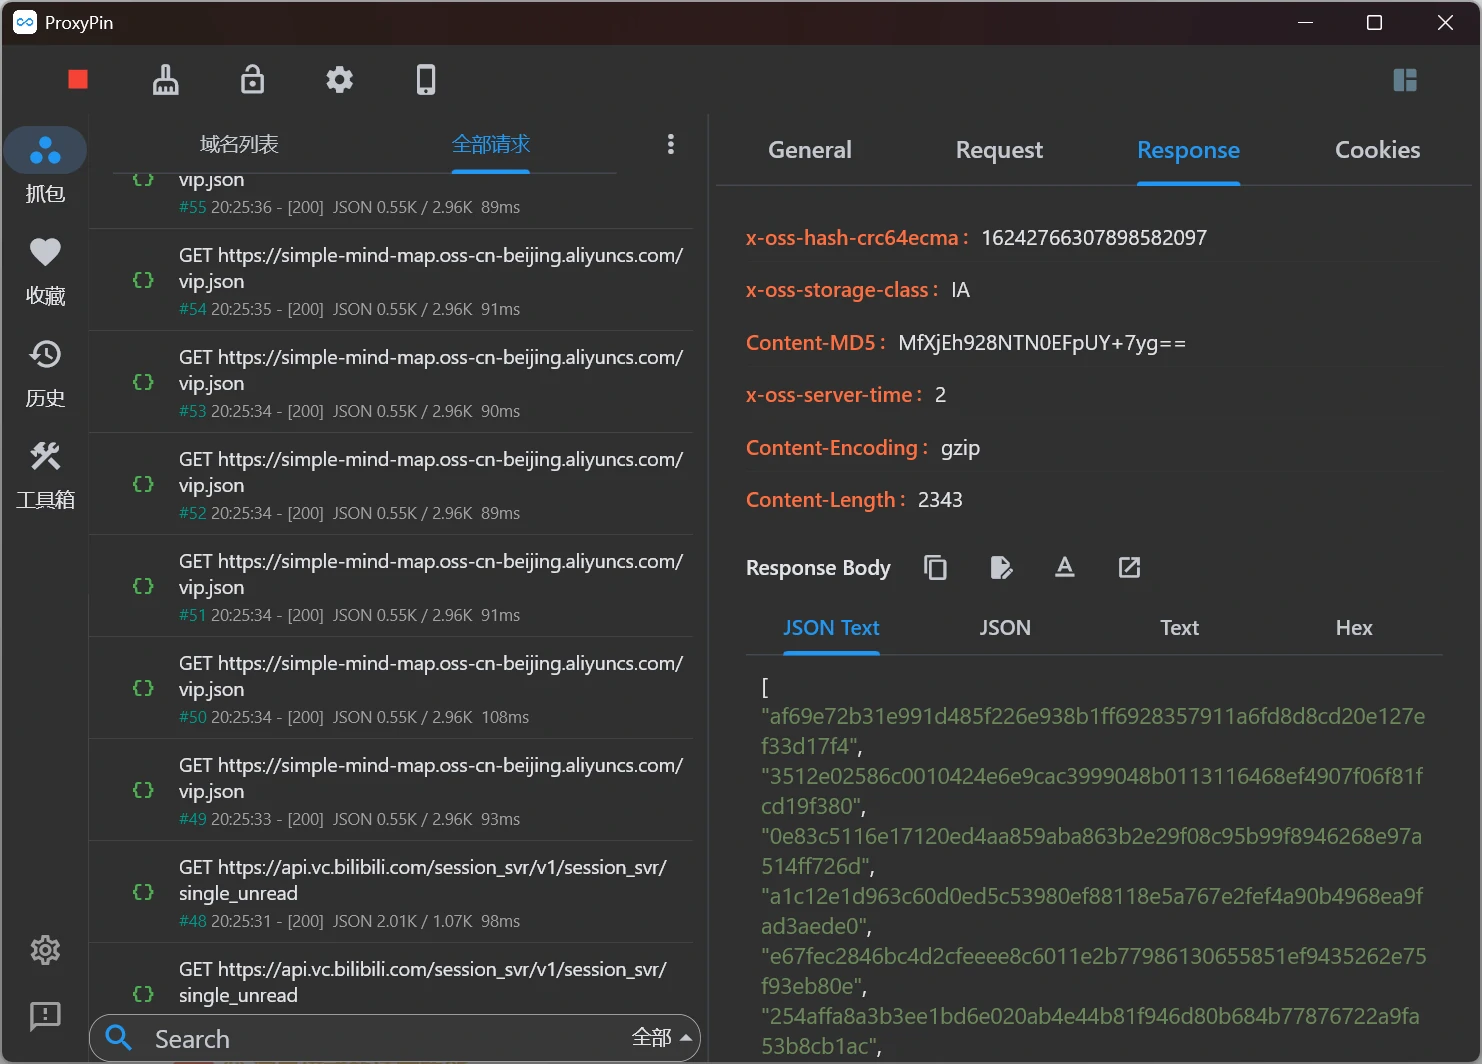 ProxyPin
抓包
收藏
历史
工具箱
域名列表
全部请求
vip.json
#55 20:25:36 - [200] JSON 0.55K / 2.96K 89ms
GET https://simple-mind-map.oss-cn-beijing.aliyuncs.com/
vip.json
#54 20:25:35 - [200] JSON 0.55K / 2.96K 91ms
GET https://simple-mind-map.oss-cn-beijing.aliyuncs.com/
vip.json
#53 20:25:34 - [200] JSON 0.55K / 2.96K 90ms
GET https://simple-mind-map.oss-cn-beijing.aliyuncs.com/
vip.json
#52 20:25:34 - [200] JSON 0.55K / 2.96K 89ms
GET https://simple-mind-map.oss-cn-beijing.aliyuncs.com/
vip.json
#51 20:25:34 - [200] JSON 0.55K / 2.96K 91ms
GET https://simple-mind-map.oss-cn-beijing.aliyuncs.com/
vip.json
#50 20:25:34 - [200] JSON 0.55K / 2.96K 108ms
GET https://simple-mind-map.oss-cn-beijing.aliyuncs.com/
vip.json
#49 20:25:33 - [200] JSON 0.55K / 2.96K 93ms
GET https://api.vc.bilibili.com/session_svr/v1/session_svr/
single_unread
#48 20:25:31 - [200] JSON 2.01K / 1.07K 98ms
GET https://api.vc.bilibili.com/session_svr/v1/session_svr/
single_unread
Search
全部
General
Request
Response
Cookies
x-oss-hash-crc64ecma: 16242766307898582097
x-oss-storage-class: IA
Content-MD5: MfXjEh928NTN0EFpUY+7yg==
x-oss-server-time: 2
Content-Encoding: gzip
Content-Length: 2343
Response Body
JSON Text
JSON
Text
Hex
[
"af69e72b31e991d485f226e938b1ff6928357911a6fd8d8cd20e127e
f33d17f4",
"3512e02586c0010424e6e9cac3999048b0113116468ef4907f06f81f
cd19f380",
"0e83c5116e17120ed4aa859aba863b2e29f08c95b99f8946268e97a
514ff726d",
"a1c12e1d963c60d0ed5c53980ef88118e5a767e2fef4a90b4968ea9f
ad3aede0",
"e67fec2846bc4d2cfeeee8c6011e2b77986130655851ef9435262e75
f93eb80e",
"254affa8a3b3ee1bd6e020ab4e44b81f946d80b684b77876722a9fa
53b8cb1ac",